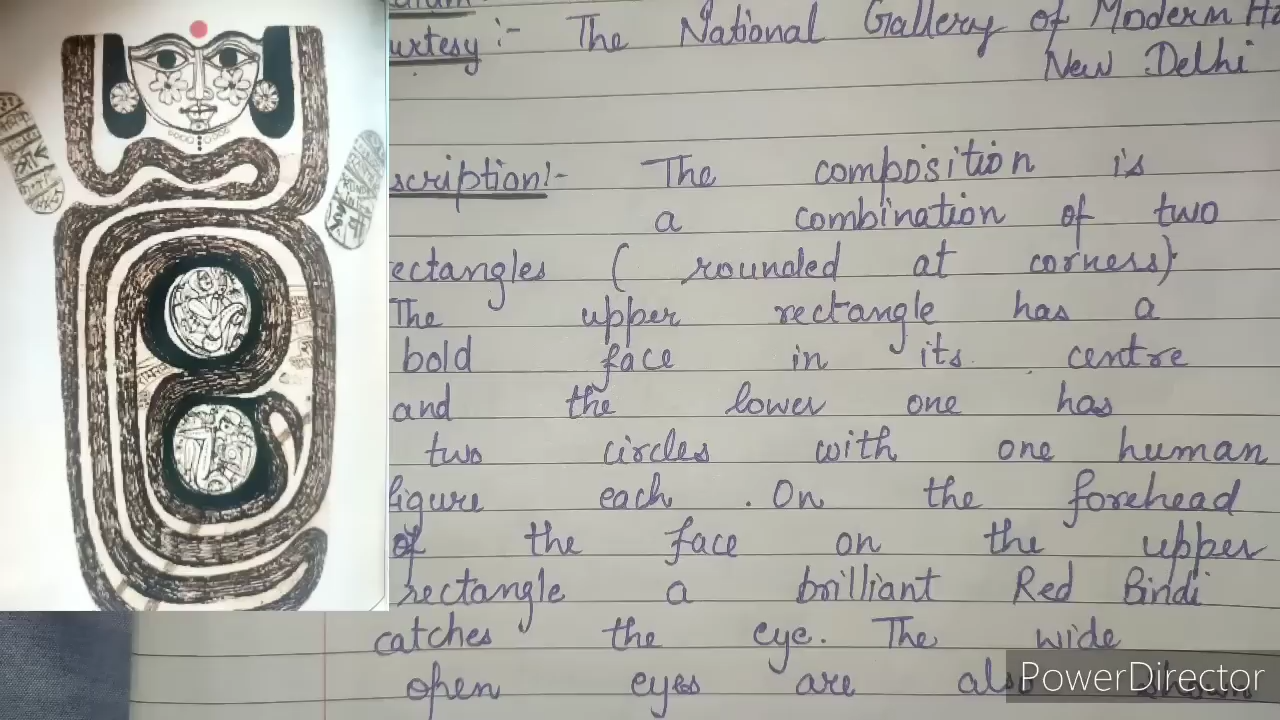 urtesy :- The National Gallery of Modern
New Delhi
scription!- The composition is
a combination of two
ectangles ( rounded at corners)
The upper rectangle has a
bold face in its centre
and the lower one has
two circles with one human
figure each . On the forehead
of the face on the upper
rectangle a brilliant Red Bindi
catches the eye. The wide
open eyes are also
PowerDirector